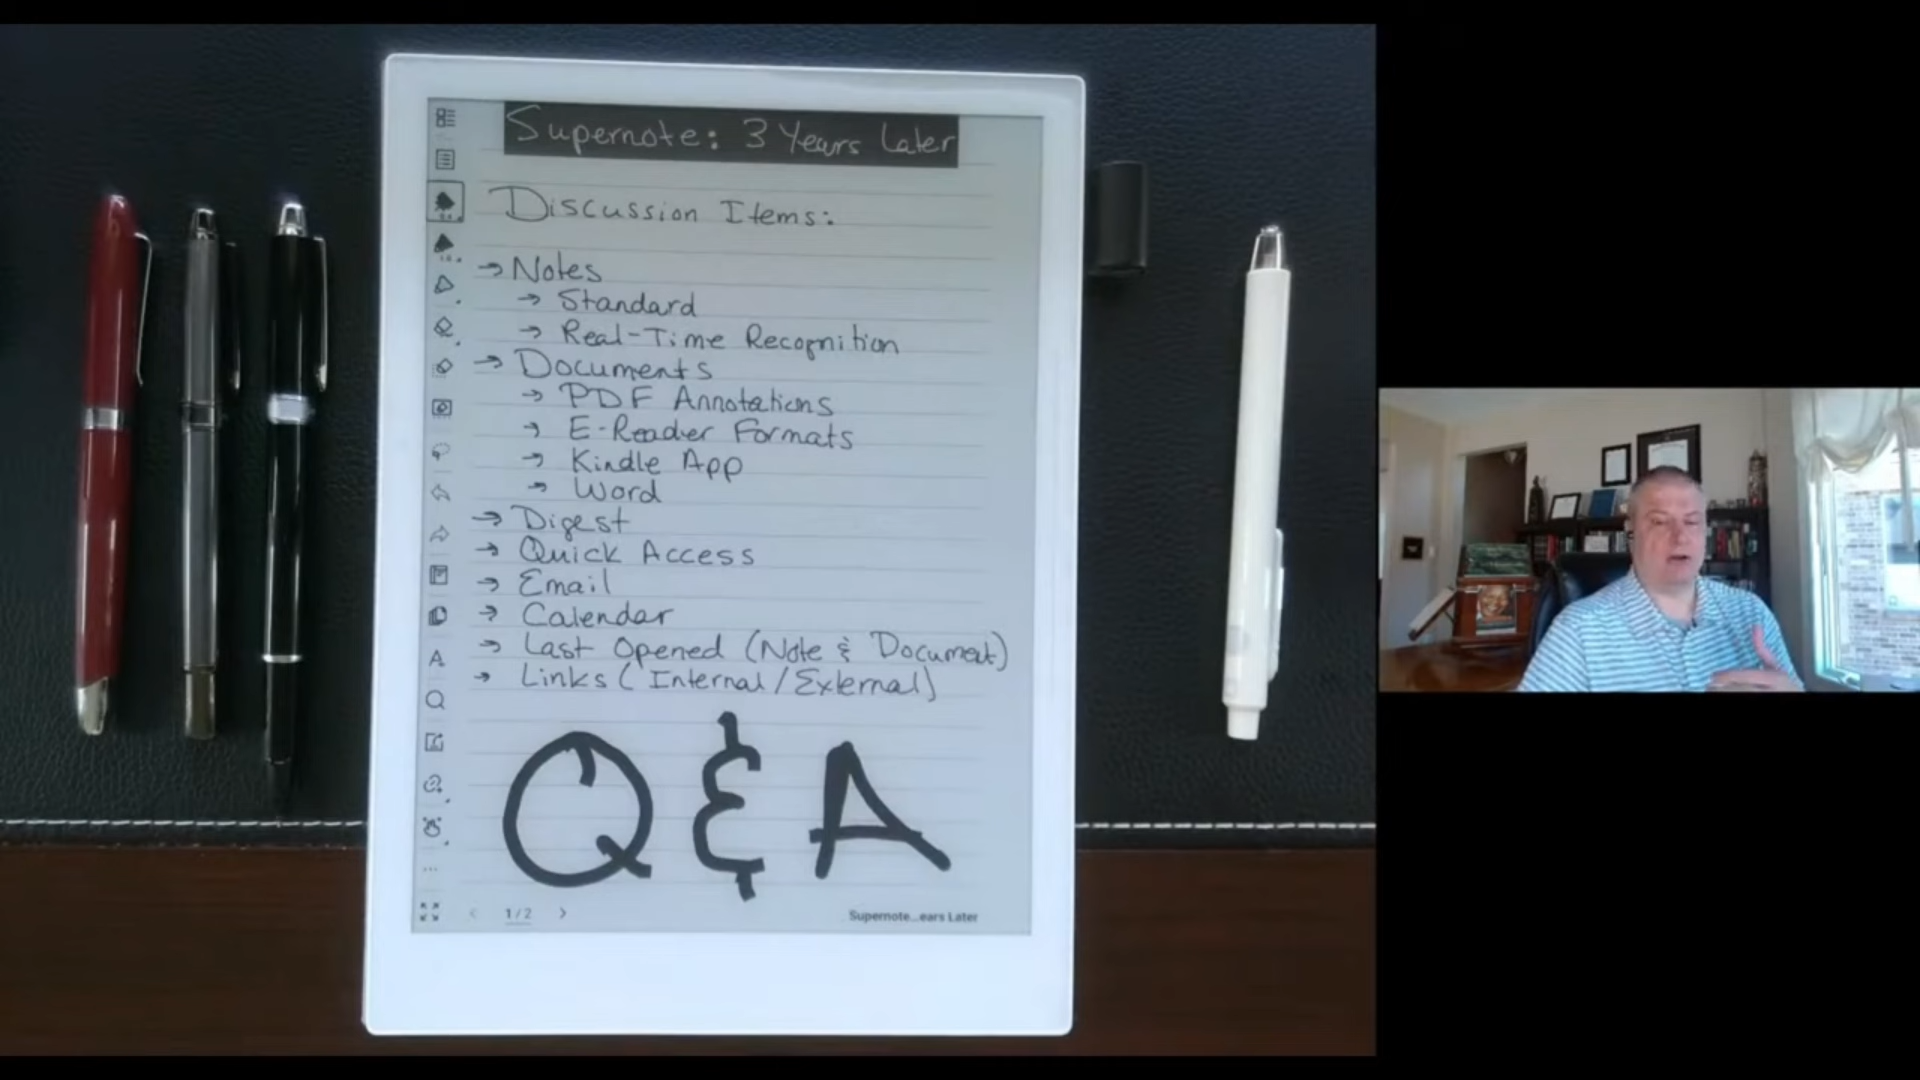 Supernote: 3 Years Later
Discussion Items:
→ Notes
→ Standard
→ Real-Time Recognition
→ Documents
→ PDF Annotations
→ E-Reader Formats
→ Kindle App
→ Word
→ Digest
→ Quick Access
→ Email
→ Calendar
→ Last Opened (Note & Document)
→ Links (Internal/External)
Q & A
1/2
Supernote...ears Later